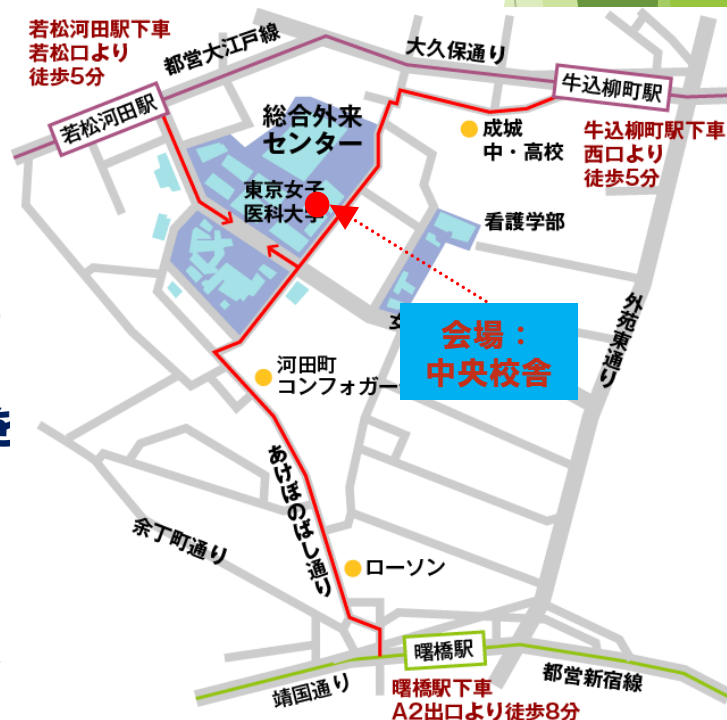 若松河田駅下車
若松口より
徒歩5分
都営大江戸線
大久保通り
若松河田駅
牛込柳町駅
総合外来
センター
成城
中・高校
牛込柳町駅下車
西口より
徒歩5分
東京女子
医科大学
看護学部
外苑東通り
会場：
中央校舎
河田町
コンフォガー
あけぼのばし通り
余丁町通り
ローソン
曙橋駅
靖国通り
都営新宿線
曙橋駅下車
A2出口より徒歩8分